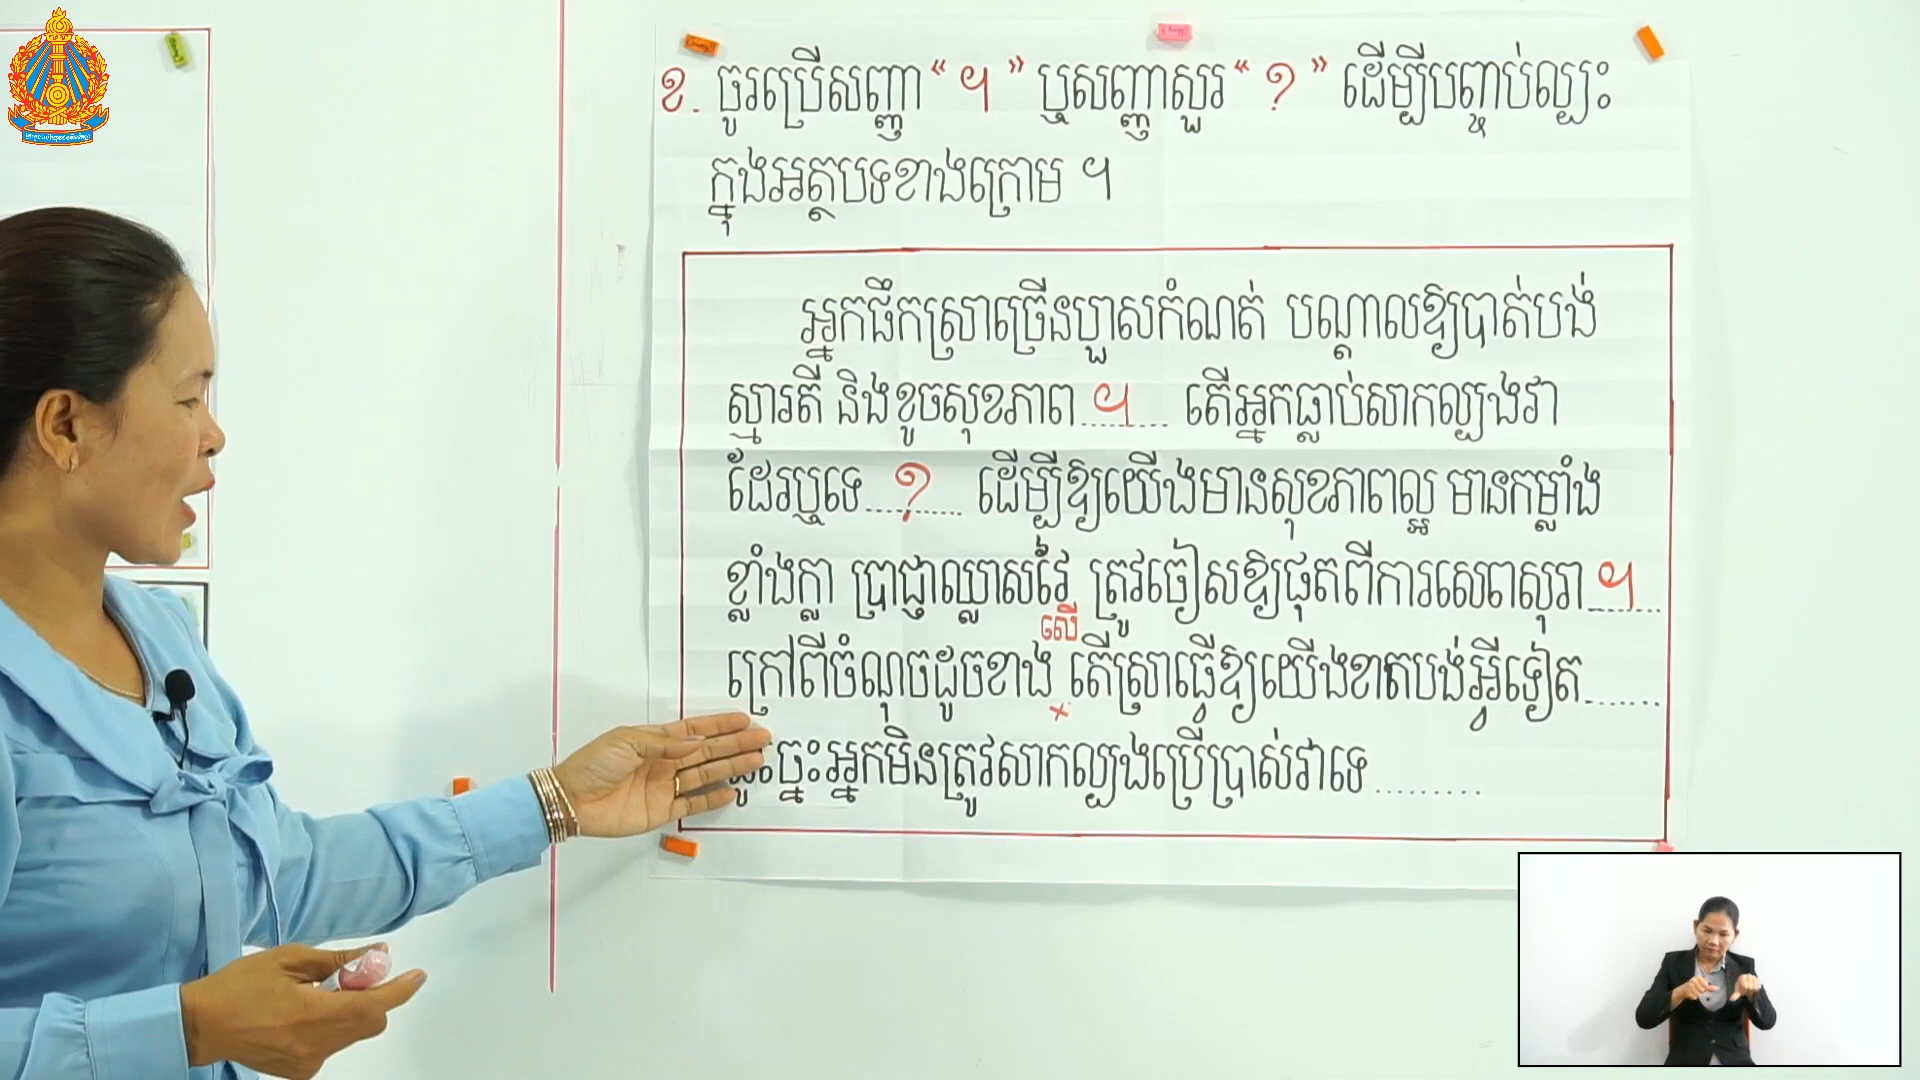 ខ. ចូរប្រើសញ្ញា “ ។ ” ឬសញ្ញាសួរ “ ? ” ដើម្បីបញ្ចប់ល្បះ
ក្នុងអត្ថបទខាងក្រោម ។
អ្នកផឹកស្រាច្រើនហួសកំណត់ បណ្ដាលឱ្យបាត់បង់
ស្មារតី និងខូចសុខភាព ។ ......... តើអ្នកធ្លាប់សាកល្បងវា
ដែរឬទេ ...?... ដើម្បីឱ្យយើងមានសុខភាពល្អ មានកម្លាំង
ខ្លាំងក្លា ប្រាជ្ញាឈ្លាសវៃ ត្រូវចៀសឱ្យផុតពីការសេពសុរា ។ ......
លើ
ក្រៅពីចំណុចដូចខាង តើស្រាធ្វើឱ្យយើងខាតបង់អ្វីទៀត.......
×
ដូច្នេះអ្នកមិនត្រូវសាកល្បងប្រើប្រាស់វាទេ .........